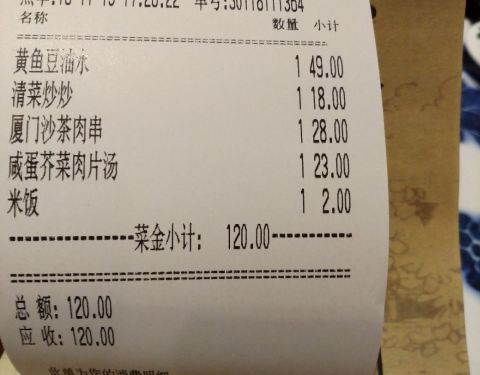 名称 数量 小计
黄鱼豆油水 1 49.00
清菜炒炒 1 18.00
厦门沙茶肉串 1 28.00
咸蛋芥菜肉片汤 1 23.00
米饭 1 2.00
菜金小计: 120.00
总 额: 120.00
应 收: 120.00